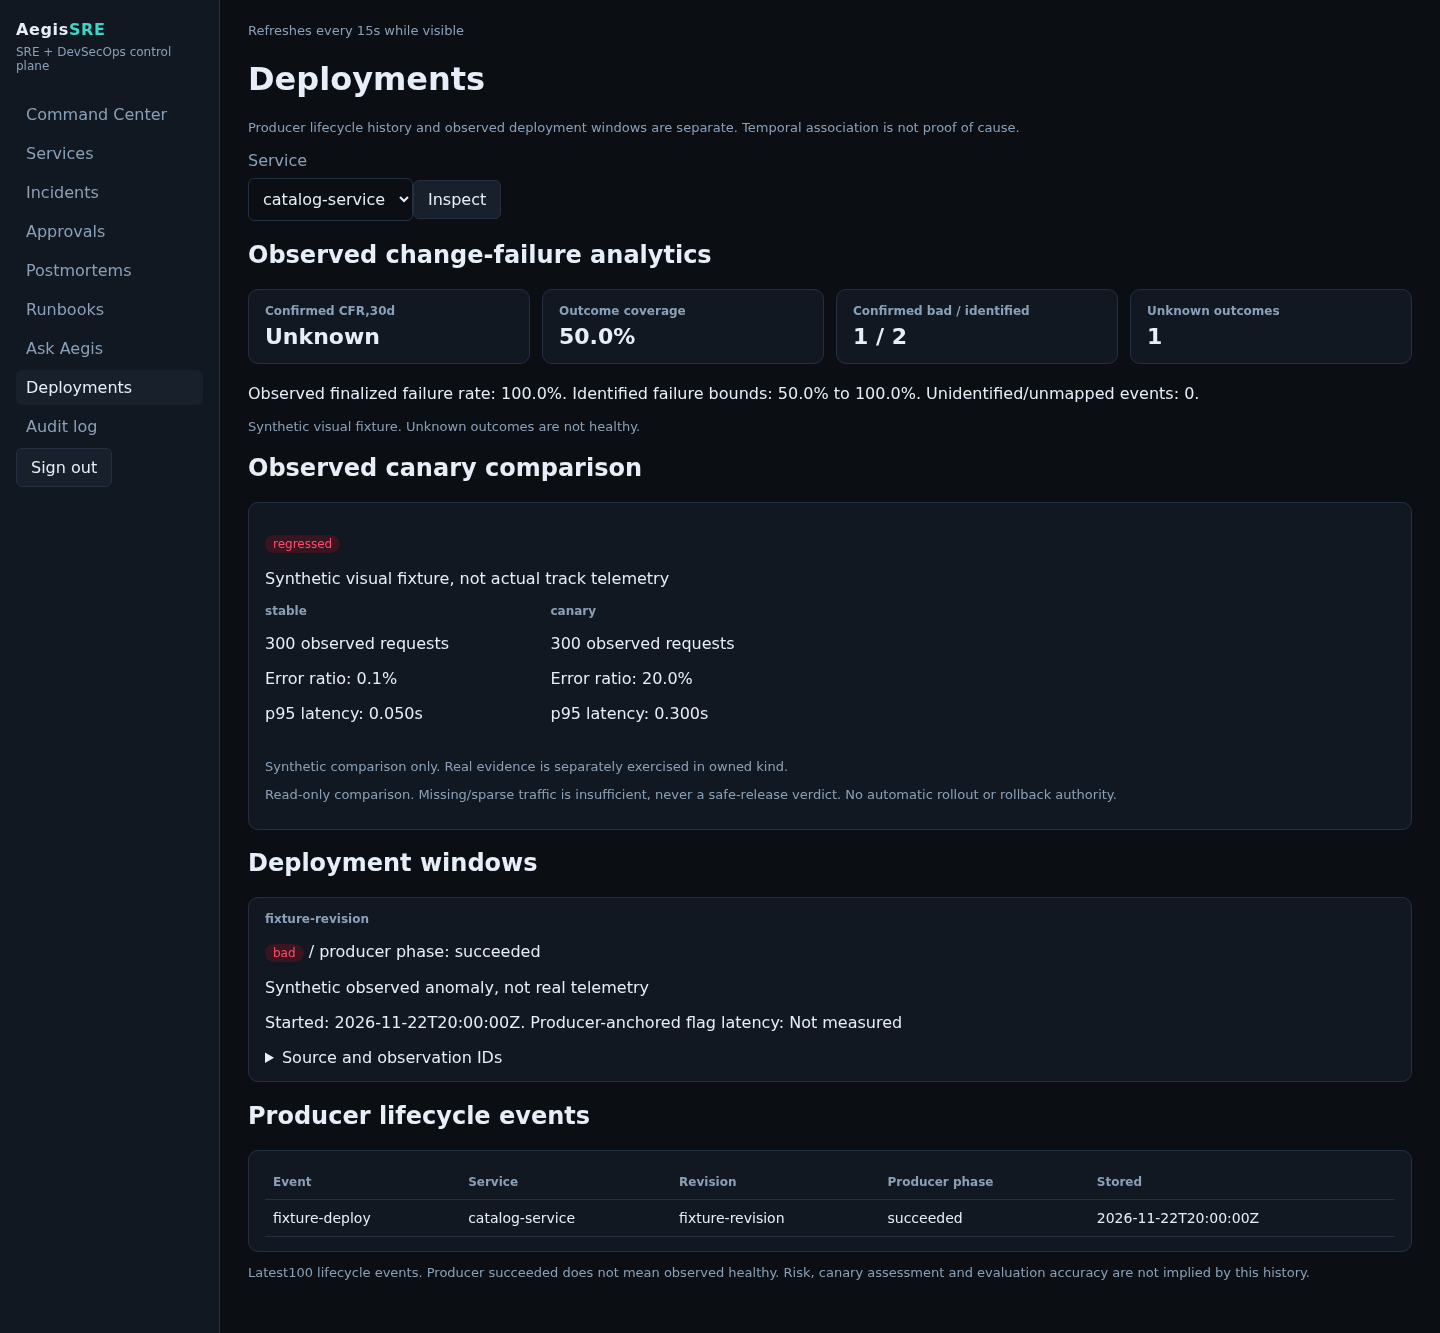 AegisSRE
SRE + DevSecOps control
plane
Command Center
Services
Incidents
Approvals
Postmortems
Runbooks
Ask Aegis
Deployments
Audit log
Sign out
Refreshes every 15s while visible
Deployments
Producer lifecycle history and observed deployment windows are separate. Temporal association is not proof of cause.
Service
catalog-service Inspect
Observed change-failure analytics
Confirmed CFR,30d
Unknown
Outcome coverage
50.0%
Confirmed bad / identified
1 / 2
Unknown outcomes
1
Observed finalized failure rate: 100.0%. Identified failure bounds: 50.0% to 100.0%. Unidentified/unmapped events: 0.
Synthetic visual fixture. Unknown outcomes are not healthy.
Observed canary comparison
regressed
Synthetic visual fixture, not actual track telemetry
stable
300 observed requests
Error ratio: 0.1%
p95 latency: 0.050s
canary
300 observed requests
Error ratio: 20.0%
p95 latency: 0.300s
Synthetic comparison only. Real evidence is separately exercised in owned kind.
Read-only comparison. Missing/sparse traffic is insufficient, never a safe-release verdict. No automatic rollout or rollback authority.
Deployment windows
fixture-revision
bad / producer phase: succeeded
Synthetic observed anomaly, not real telemetry
Started: 2026-11-22T20:00:00Z. Producer-anchored flag latency: Not measured
Source and observation IDs
Producer lifecycle events
Event Service Revision Producer phase Stored
fixture-deploy catalog-service fixture-revision succeeded 2026-11-22T20:00:00Z
Latest100 lifecycle events. Producer succeeded does not mean observed healthy. Risk, canary assessment and evaluation accuracy are not implied by this history.